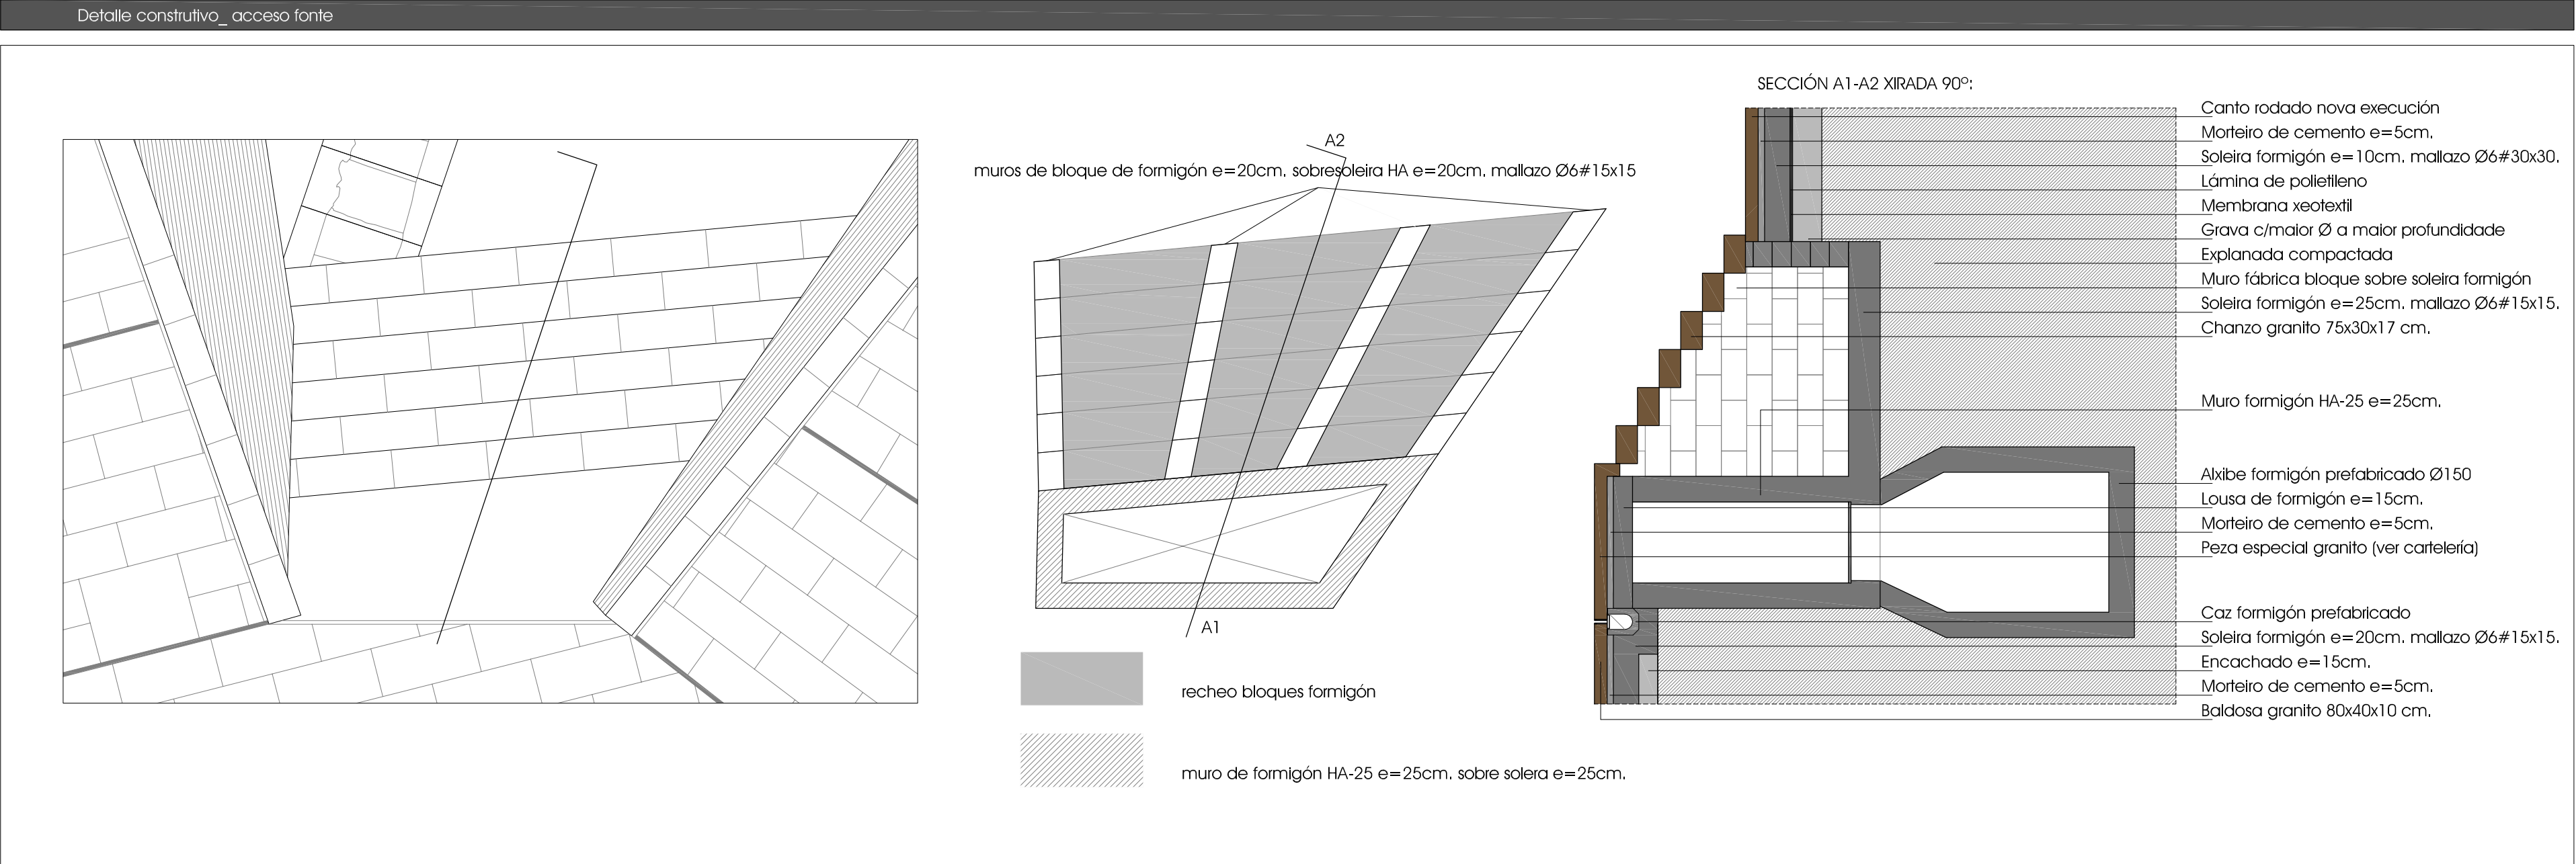 Detalle construtivo_ acceso fonte
SECCIÓN A1-A2 XIRADA 90º:
A2
muros de bloque de formigón e=20cm. sobresoleira HA e=20cm. mallazo Ø6#15x15
A1
recheo bloques formigón
muro de formigón HA-25 e=25cm. sobre solera e=25cm.
Canto rodado nova execución
Morteiro de cemento e=5cm.
Soleira formigón e=10cm. mallazo Ø6#30x30.
Lámina de polietileno
Membrana xeotextil
Grava c/maior Ø a maior profundidade
Explanada compactada
Muro fábrica bloque sobre soleira formigón
Soleira formigón e=25cm. mallazo Ø6#15x15.
Chanzo granito 75x30x17 cm.
Muro formigón HA-25 e=25cm.
Alxibe formigón prefabricado Ø150
Lousa de formigón e=15cm.
Morteiro de cemento e=5cm.
Peza especial granito (ver cartelería)
Caz formigón prefabricado
Soleira formigón e=20cm. mallazo Ø6#15x15.
Encachado e=15cm.
Morteiro de cemento e=5cm.
Baldosa granito 80x40x10 cm.